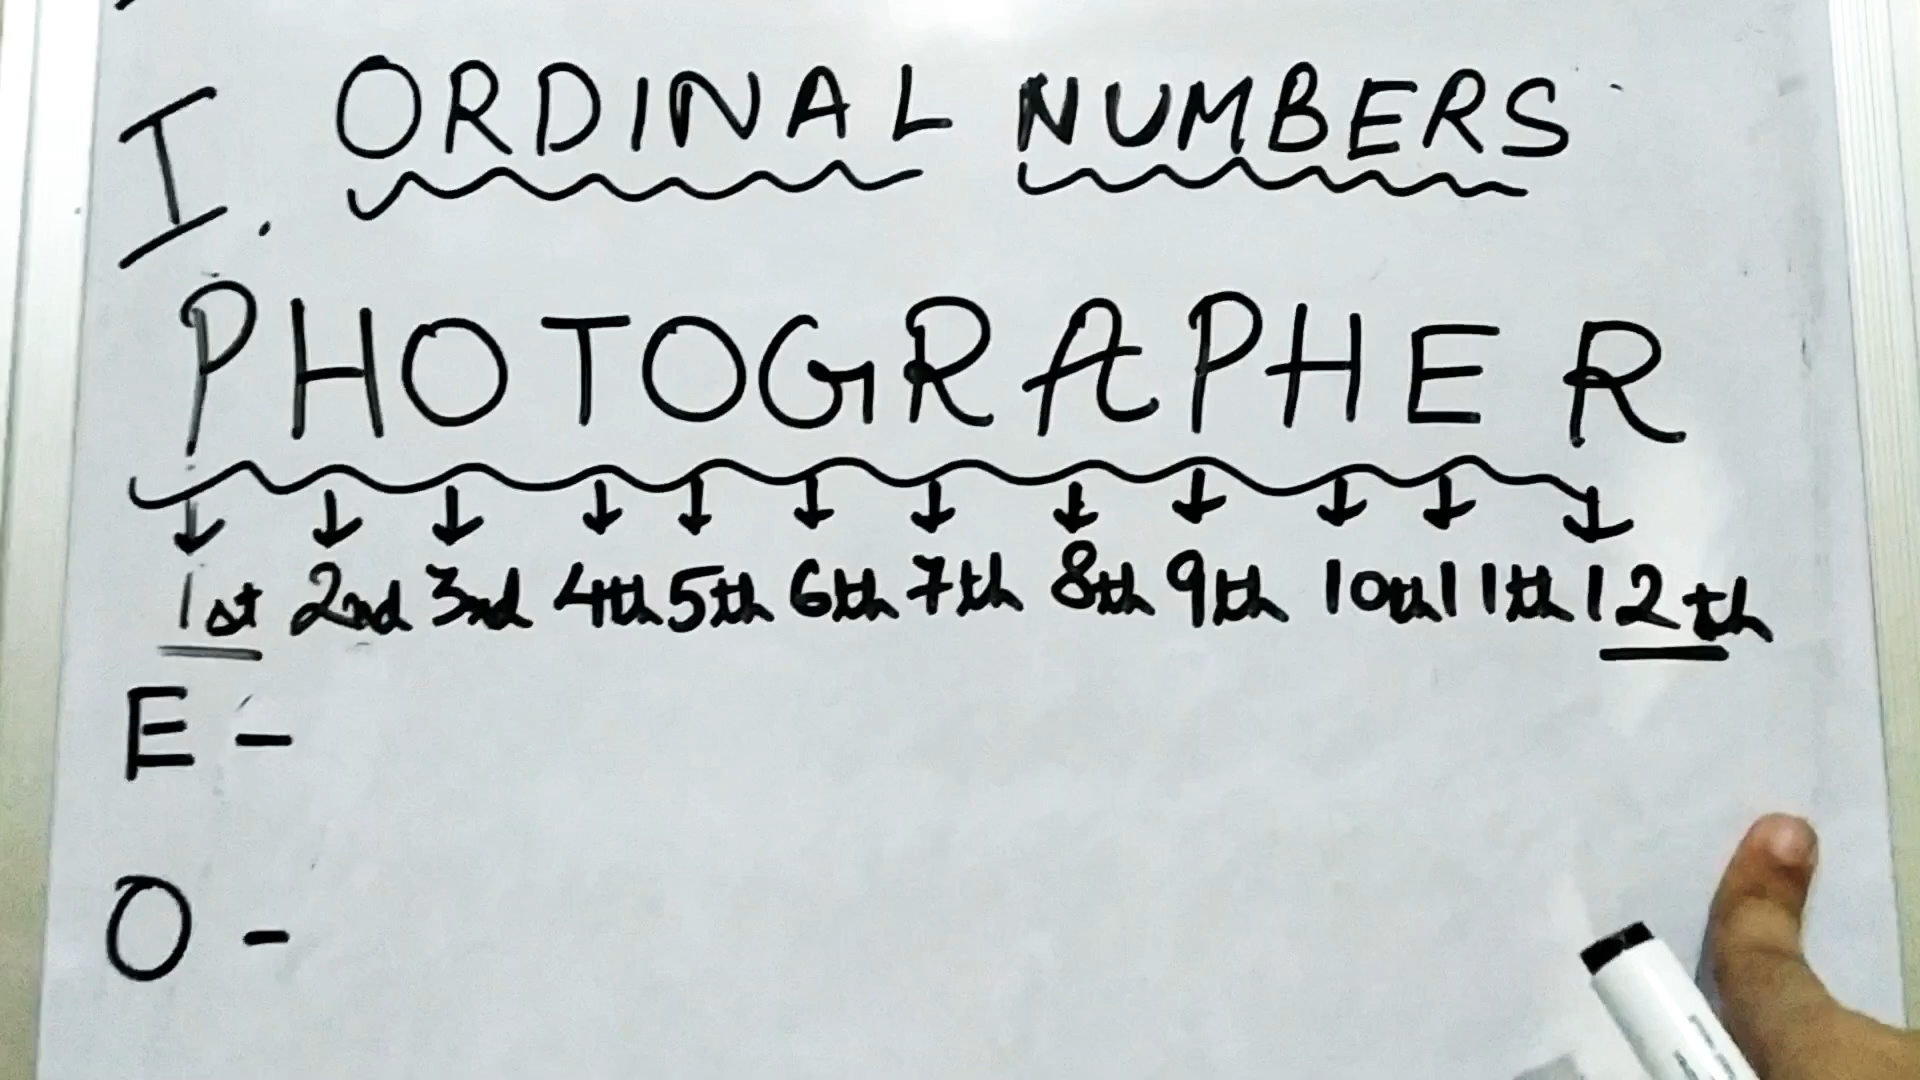 I. ORDINAL NUMBERS
PHOTOGRAPHER
1st 2nd 3rd 4th 5th 6th 7th 8th 9th 10th 11th 12th
E -
O -